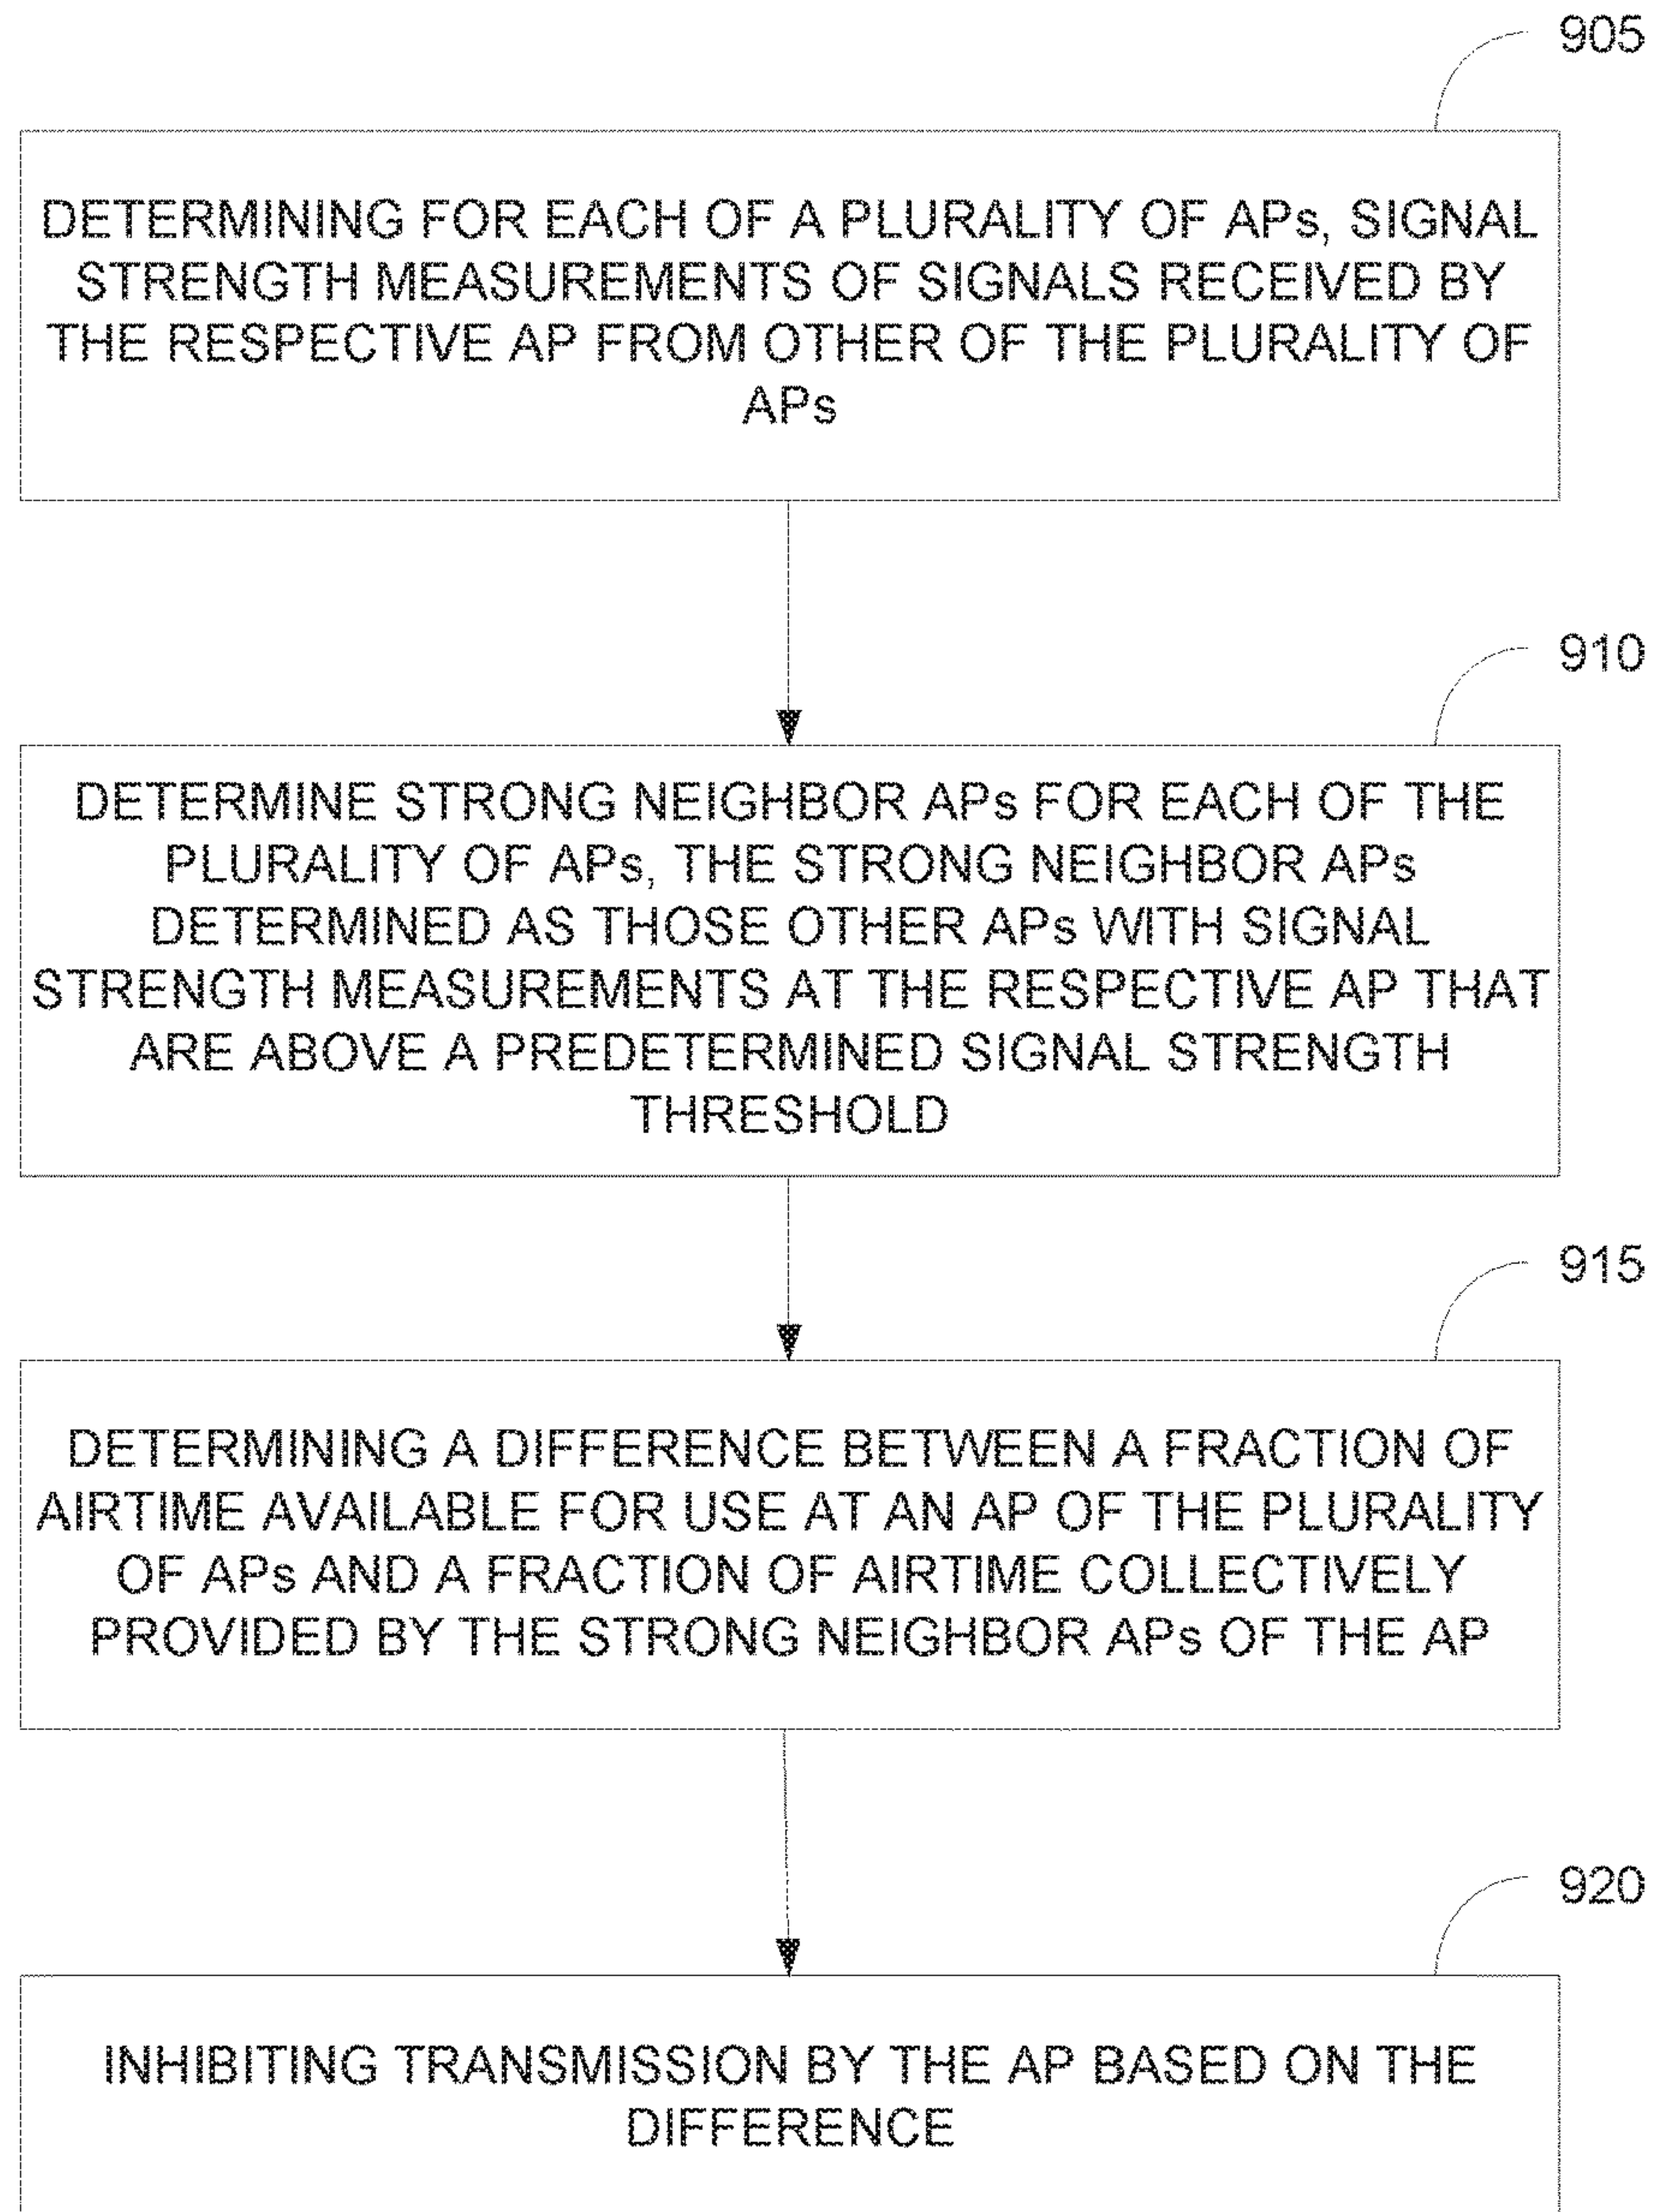 905
DETERMINING FOR EACH OF A PLURALITY OF APs, SIGNAL
STRENGTH MEASUREMENTS OF SIGNALS RECEIVED BY
THE RESPECTIVE AP FROM OTHER OF THE PLURALITY OF
APs
910
DETERMINE STRONG NEIGHBOR APs FOR EACH OF THE
PLURALITY OF APs, THE STRONG NEIGHBOR APs
DETERMINED AS THOSE OTHER APs WITH SIGNAL
STRENGTH MEASUREMENTS AT THE RESPECTIVE AP THAT
ARE ABOVE A PREDETERMINED SIGNAL STRENGTH
THRESHOLD
915
DETERMINING A DIFFERENCE BETWEEN A FRACTION OF
AIRTIME AVAILABLE FOR USE AT AN AP OF THE PLURALITY
OF APs AND A FRACTION OF AIRTIME COLLECTIVELY
PROVIDED BY THE STRONG NEIGHBOR APs OF THE AP
920
INHIBITING TRANSMISSION BY THE AP BASED ON THE
DIFFERENCE